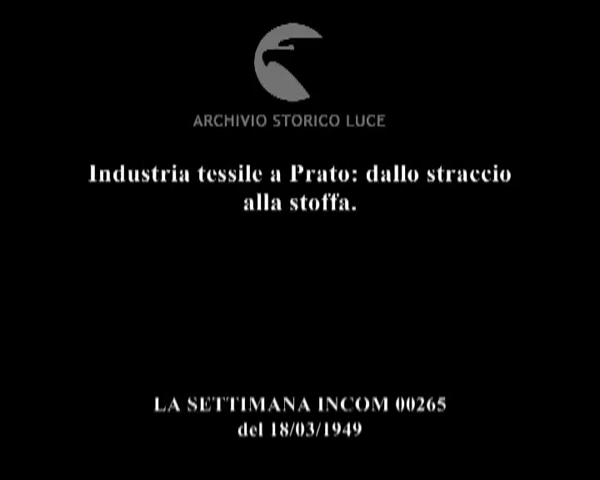 ARCHIVIO STORICO LUCE
Industria tessile a Prato: dallo straccio
alla stoffa.
LA SETTIMANA INCOM 00265
del 18/03/1949